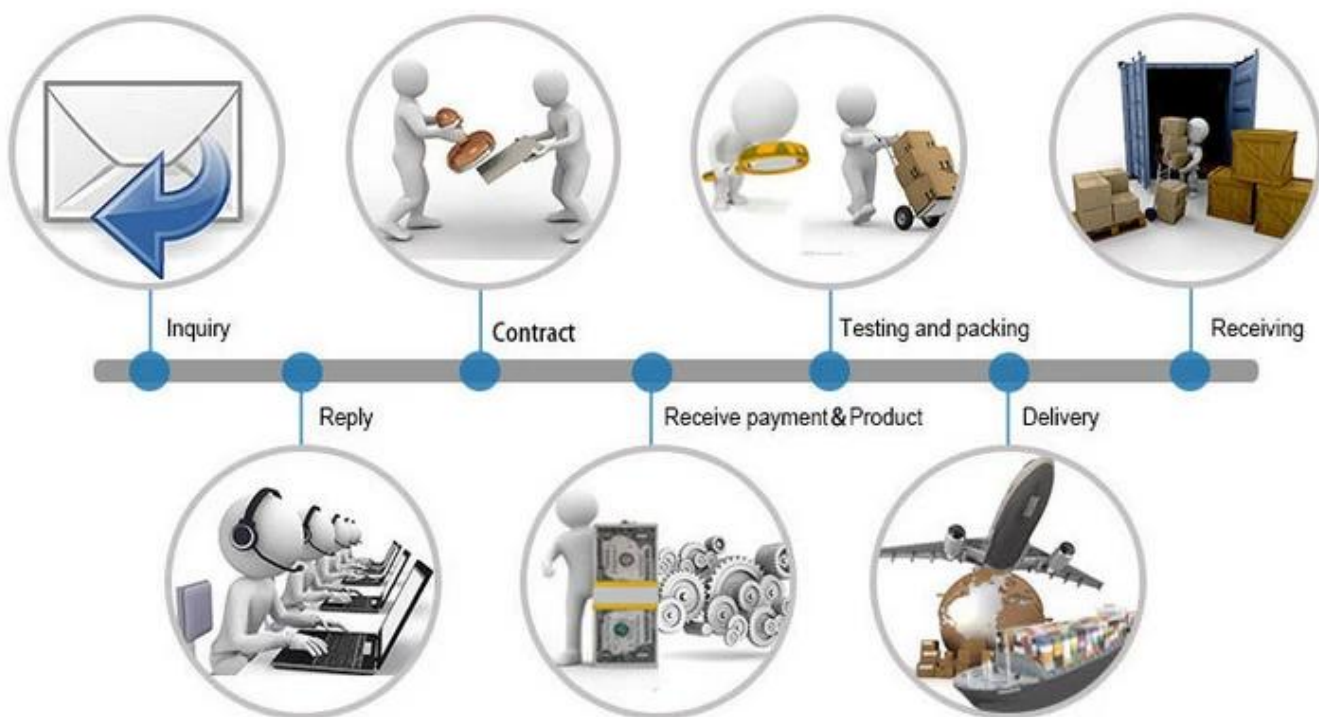 Inquiry
Reply
Contract
Receive payment & Product
Testing and packing
Delivery
Receiving